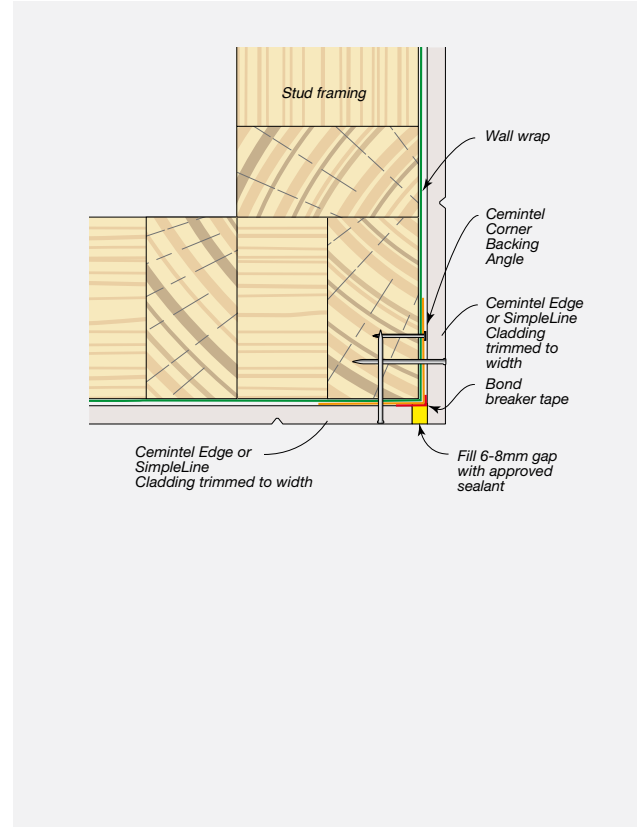 Stud framing
Wall wrap
Cemintel
Corner
Backing
Angle
Cemintel Edge
or SimpleLine
Cladding
trimmed to
width
Bond
breaker tape
Cemintel Edge or
SimpleLine
Cladding trimmed to width
Fill 6-8mm gap
with approved
sealant